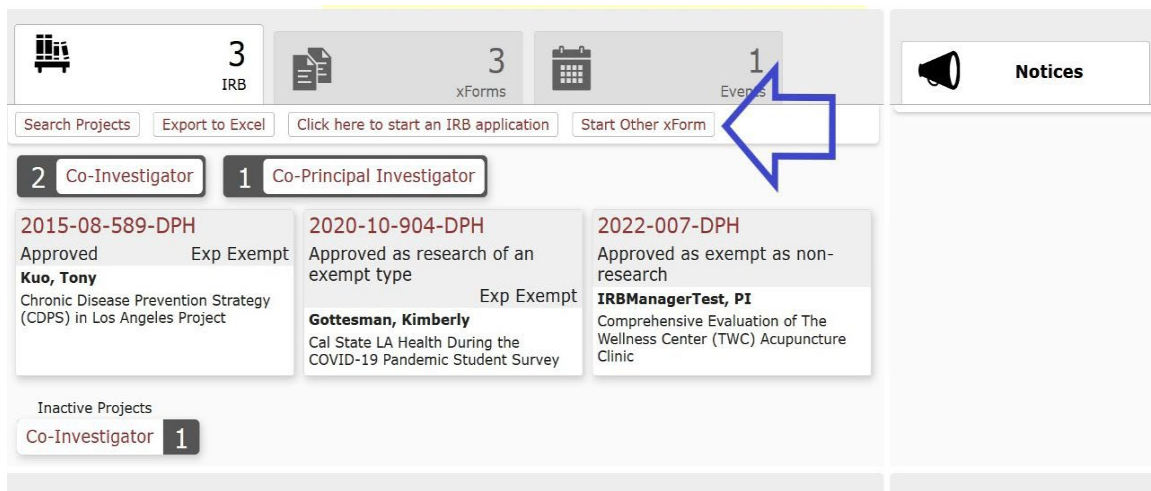 3
IRB
3
xForms
1
Events
Notices
Search Projects
Export to Excel
Click here to start an IRB application
Start Other xForm
2 Co-Investigator
1 Co-Principal Investigator
2015-08-589-DPH
Approved Exp Exempt
Kuo, Tony
Chronic Disease Prevention Strategy
(CDPS) in Los Angeles Project
2020-10-904-DPH
Approved as research of an
exempt type
Exp Exempt
Gottesman, Kimberly
Cal State LA Health During the
COVID-19 Pandemic Student Survey
2022-007-DPH
Approved as exempt as non-
research
IRBManagerTest, PI
Comprehensive Evaluation of The
Wellness Center (TWC) Acupuncture
Clinic
Inactive Projects
Co-Investigator 1